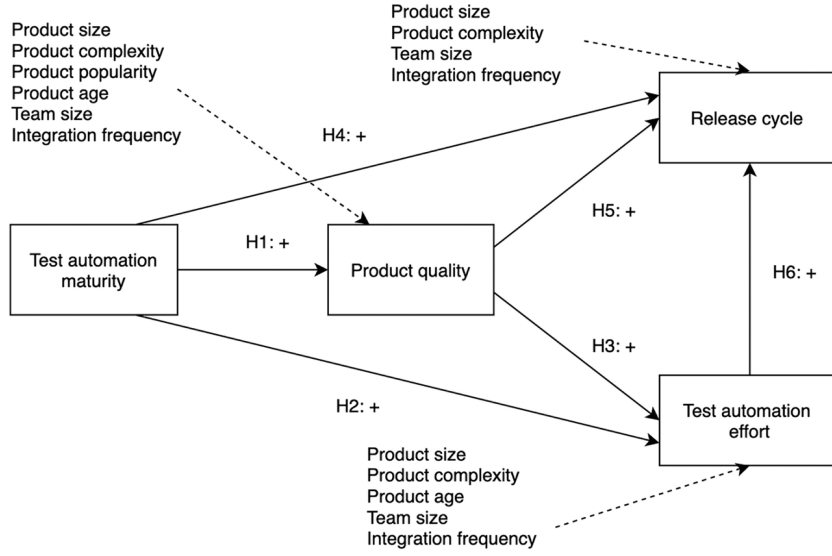 Product size
Product complexity
Product popularity
Product age
Team size
Integration frequency
Product size
Product complexity
Team size
Integration frequency
Release cycle
H4: +
H5: +
H1: +
Test automation
maturity
Product quality
H6: +
H3: +
H2: +
Test automation
effort
Product size
Product complexity
Product age
Team size
Integration frequency